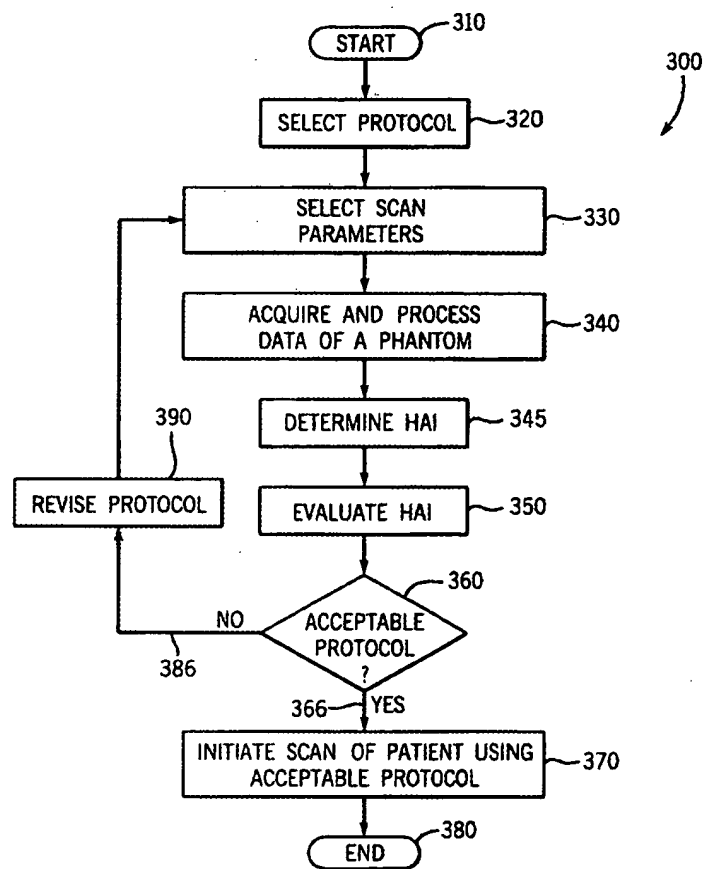 START
310
300
SELECT PROTOCOL
320
SELECT SCAN
PARAMETERS
330
ACQUIRE AND PROCESS
DATA OF A PHANTOM
340
DETERMINE HAI
345
390
REVISE PROTOCOL
EVALUATE HAI
350
360
NO
386
ACCEPTABLE
PROTOCOL
?
366
YES
INITIATE SCAN OF PATIENT USING
ACCEPTABLE PROTOCOL
370
END
380